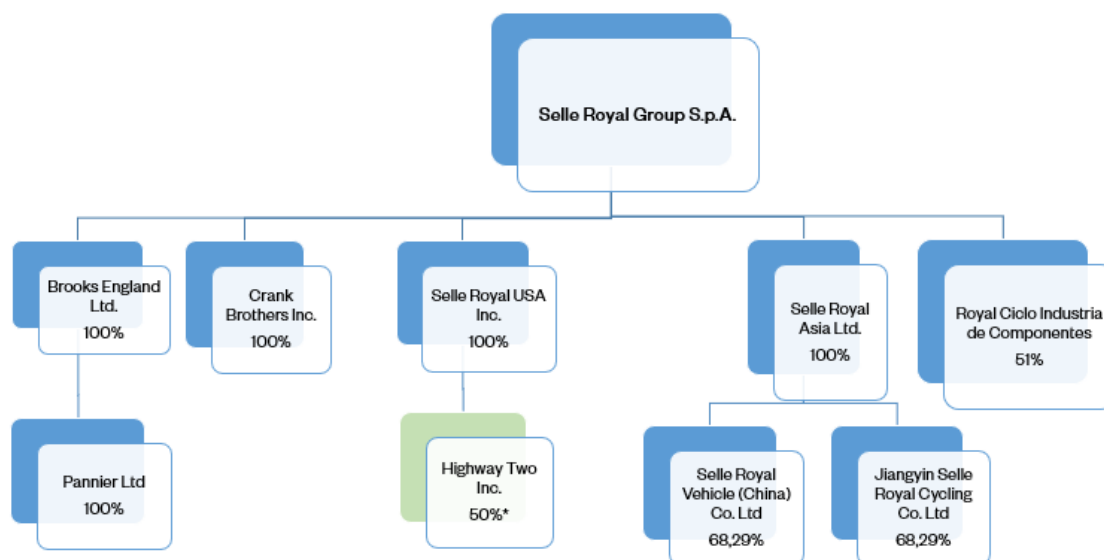 Selle Royal Group S.p.A.
Brooks England
Ltd.
100%
Crank
Brothers Inc.
100%
Selle Royal USA
Inc.
100%
Selle Royal
Asia Ltd.
100%
Royal Ciclo Industria
de Componentes
51%
Pannier Ltd
100%
Highway Two
Inc.
50%*
Selle Royal
Vehicle (China)
Co. Ltd
68,29%
Jiangyin Selle
Royal Cycling
Co. Ltd
68,29%